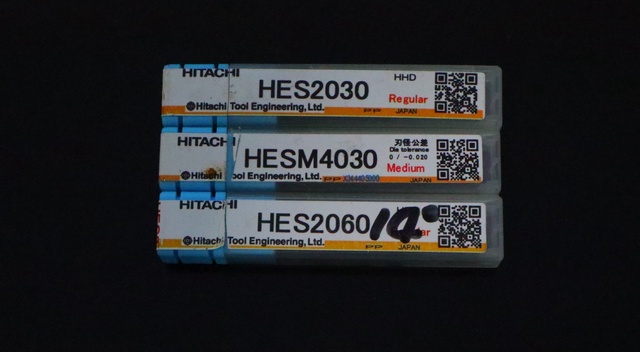 HITACHI
HHD
HES2030
Regular
Hitachi Tool Engineering, Ltd.
JAPAN
HITACHI
刃径公差
Dia tolerance
HESM4030
0 / -0.020
Medium
Hitachi Tool Engineering, Ltd.
JAPAN
HITACHI
HES2060
14°
Hitachi Tool Engineering, Ltd.
JAPAN